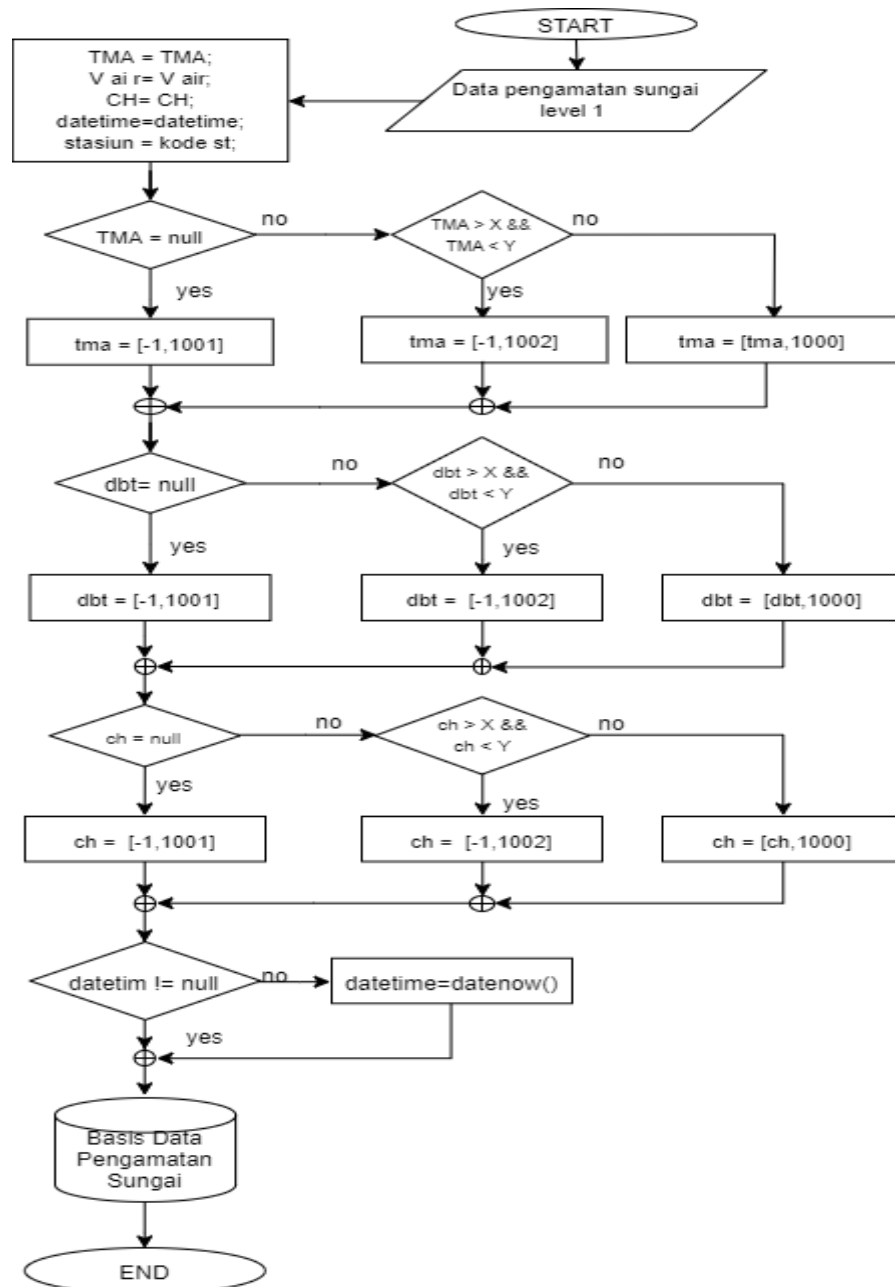 START
Data pengamatan sungai
level 1
TMA = TMA;
V ai r= V air;
CH= CH;
datetime=datetime;
stasiun = kode st;
TMA = null
no
TMA > X &&
TMA < Y
no
yes
yes
tma = [-1,1001]
tma = [-1,1002]
tma = [tma,1000]
dbt= null
no
dbt > X &&
dbt < Y
no
yes
yes
dbt = [-1,1001]
dbt = [-1,1002]
dbt = [dbt,1000]
ch = null
no
ch > X &&
ch < Y
no
yes
yes
ch = [-1,1001]
ch = [-1,1002]
ch = [ch,1000]
datetim != null
no
datetime=datenow()
yes
Basis Data
Pengamatan
Sungai
END